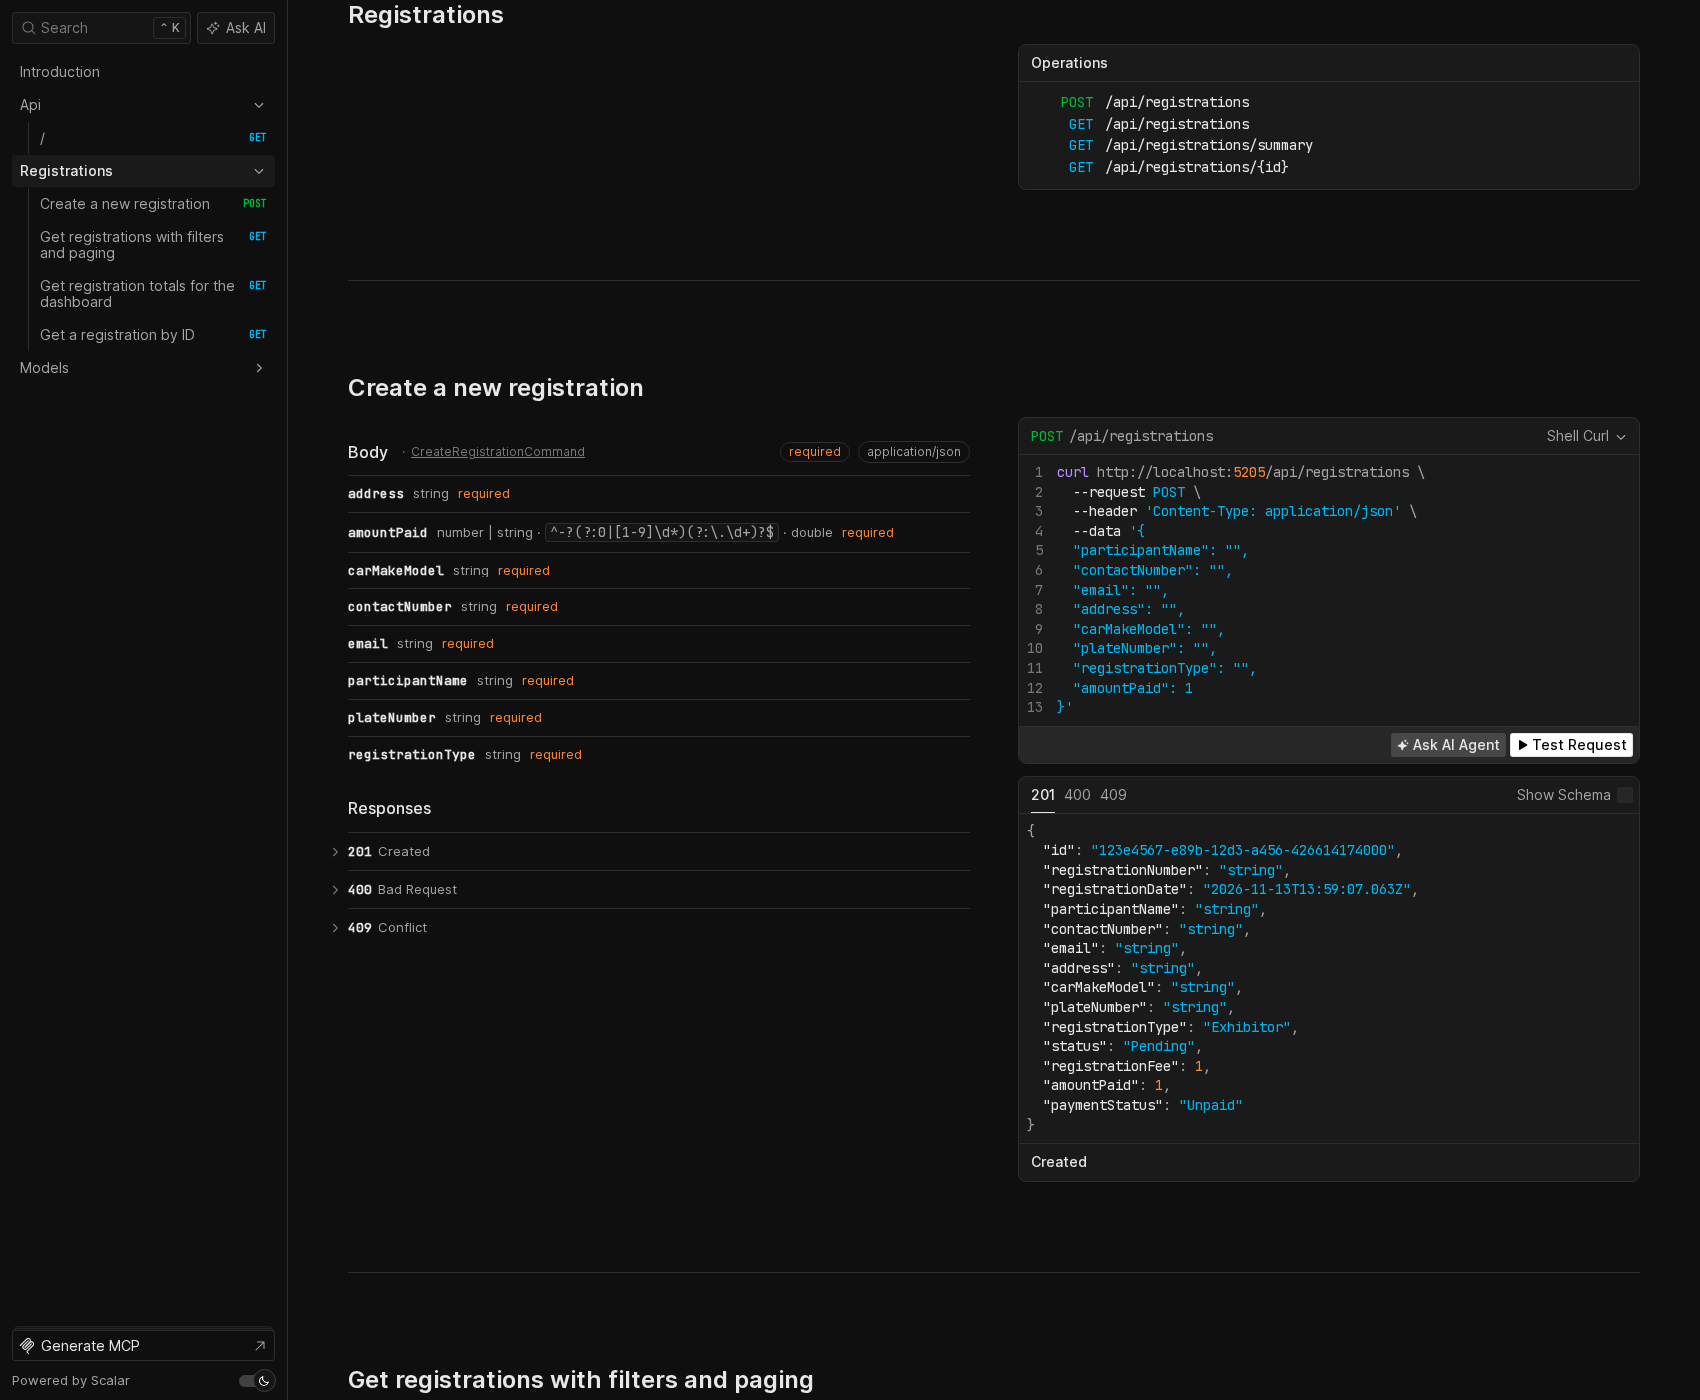 Search
⌃ K
Ask AI
Introduction
Api
/
GET
Registrations
Create a new registration
POST
Get registrations with filters
and paging
GET
Get registration totals for the
dashboard
GET
Get a registration by ID
GET
Models
Generate MCP
Powered by Scalar
Registrations
Operations
POST /api/registrations
GET /api/registrations
GET /api/registrations/summary
GET /api/registrations/{id}
Create a new registration
Body · CreateRegistrationCommand required application/json
address string required
amountPaid number | string · ^-?(?:0|[1-9]\d*)(?:\.\d+)?$ · double required
carMakeModel string required
contactNumber string required
email string required
participantName string required
plateNumber string required
registrationType string required
Responses
201 Created
400 Bad Request
409 Conflict
POST /api/registrations Shell Curl
1 curl http://localhost:5205/api/registrations \
2 --request POST \
3 --header 'Content-Type: application/json' \
4 --data '{
5 "participantName": "",
6 "contactNumber": "",
7 "email": "",
8 "address": "",
9 "carMakeModel": "",
10 "plateNumber": "",
11 "registrationType": "",
12 "amountPaid": 1
13 }'
Ask AI Agent
Test Request
201 400 409 Show Schema
{
"id": "123e4567-e89b-12d3-a456-426614174000",
"registrationNumber": "string",
"registrationDate": "2026-11-13T13:59:07.063Z",
"participantName": "string",
"contactNumber": "string",
"email": "string",
"address": "string",
"carMakeModel": "string",
"plateNumber": "string",
"registrationType": "Exhibitor",
"status": "Pending",
"registrationFee": 1,
"amountPaid": 1,
"paymentStatus": "Unpaid"
}
Created
Get registrations with filters and paging